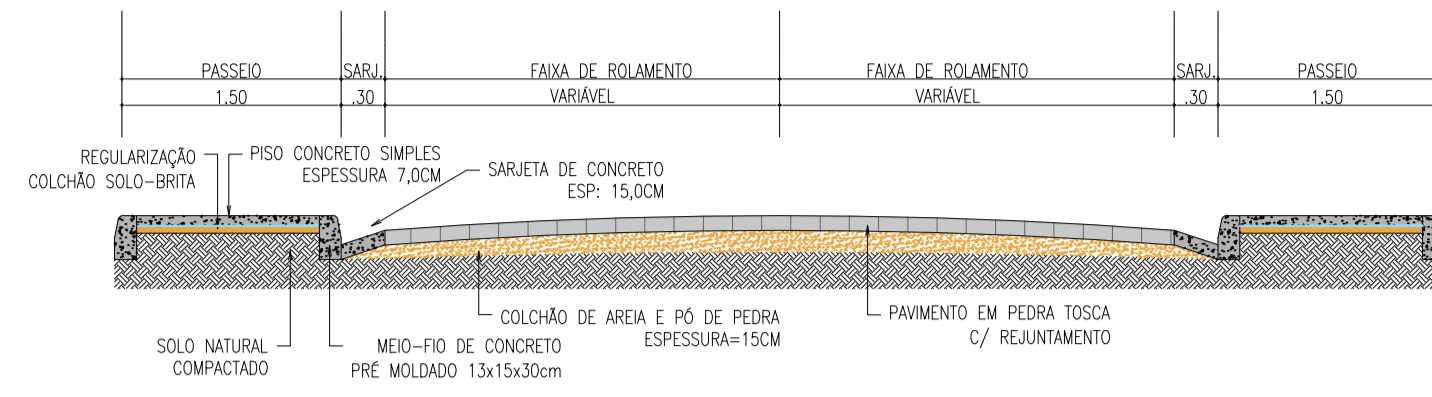 PASSEIO SARJ. FAIXA DE ROLAMENTO FAIXA DE ROLAMENTO SARJ. PASSEIO
1.50 .30 VARIÁVEL VARIÁVEL .30 1.50
REGULARIZAÇÃO
COLCHÃO SOLO-BRITA
PISO CONCRETO SIMPLES
ESPESSURA 7,0CM
SARJETA DE CONCRETO
ESP: 15,0CM
SOLO NATURAL
COMPACTADO
MEIO-FIO DE CONCRETO
PRÉ MOLDADO 13x15x30cm
COLCHÃO DE AREIA E PÓ DE PEDRA
ESPESSURA=15CM
PAVIMENTO EM PEDRA TOSCA
C/ REJUNTAMENTO